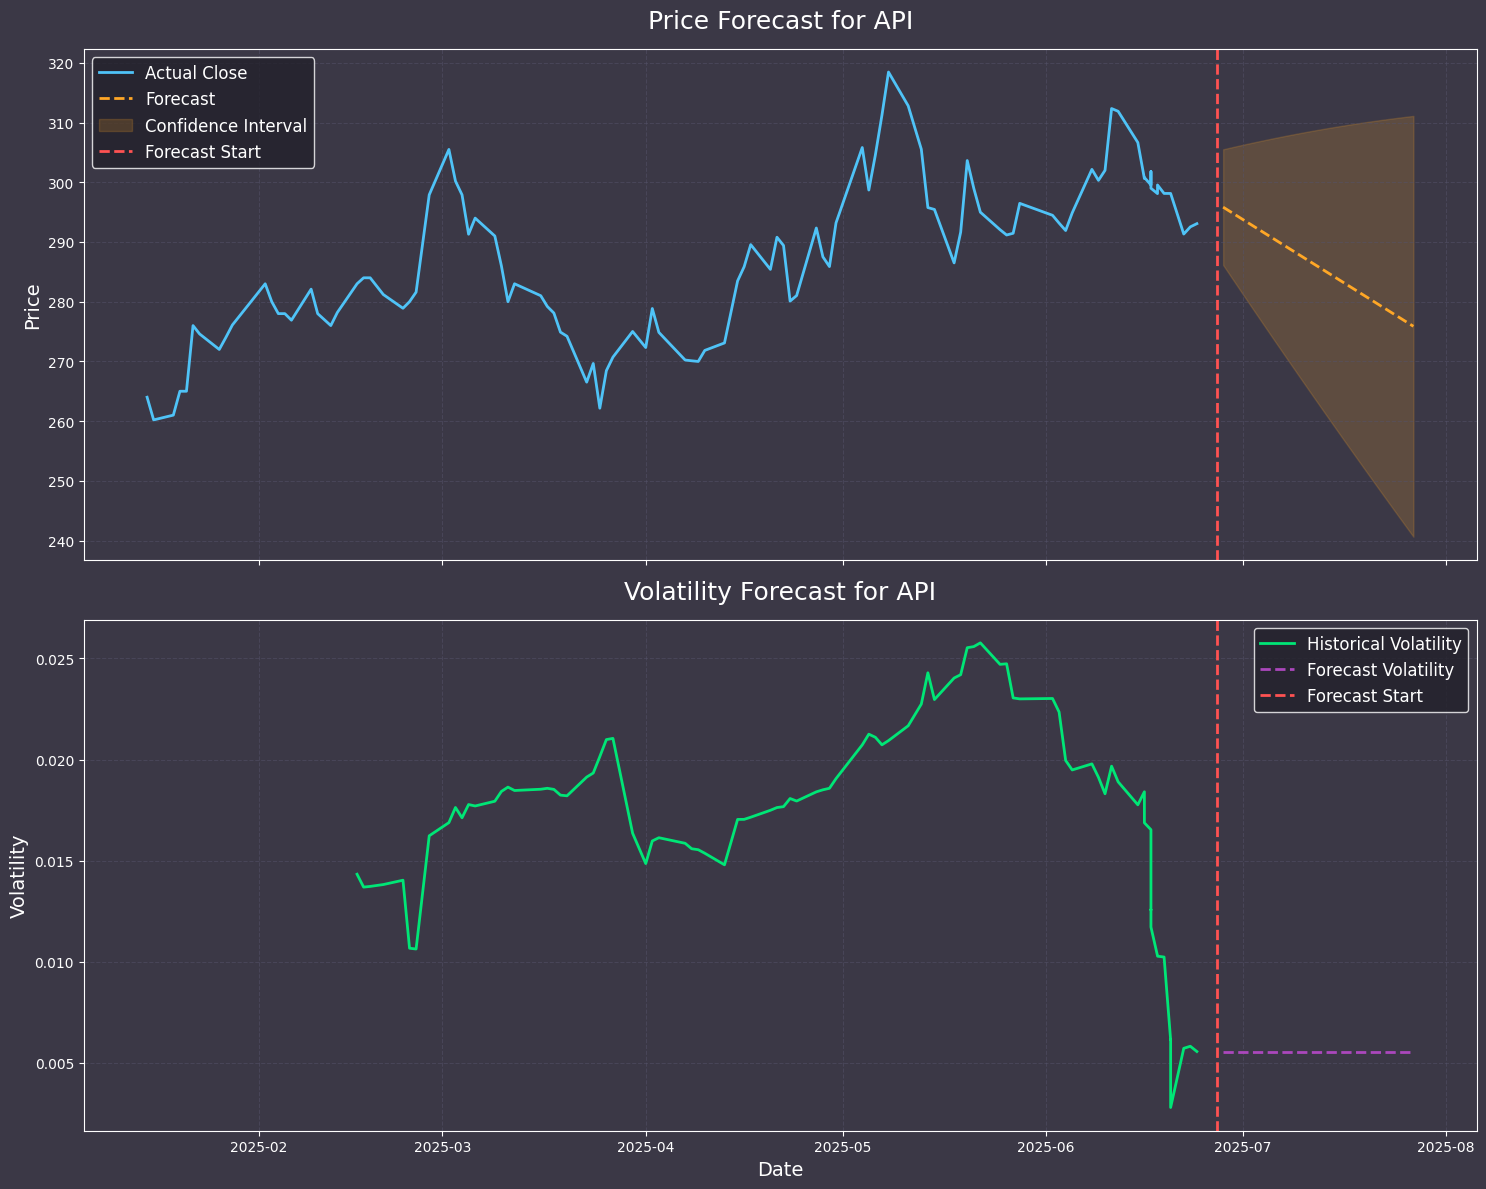 Price Forecast for API
Actual Close
Forecast
Confidence Interval
Forecast Start
Price
320
310
300
290
280
270
260
250
240
Volatility Forecast for API
Historical Volatility
Forecast Volatility
Forecast Start
Volatility
0.025
0.020
0.015
0.010
0.005
2025-02
2025-03
2025-04
2025-05
2025-06
2025-07
2025-08
Date